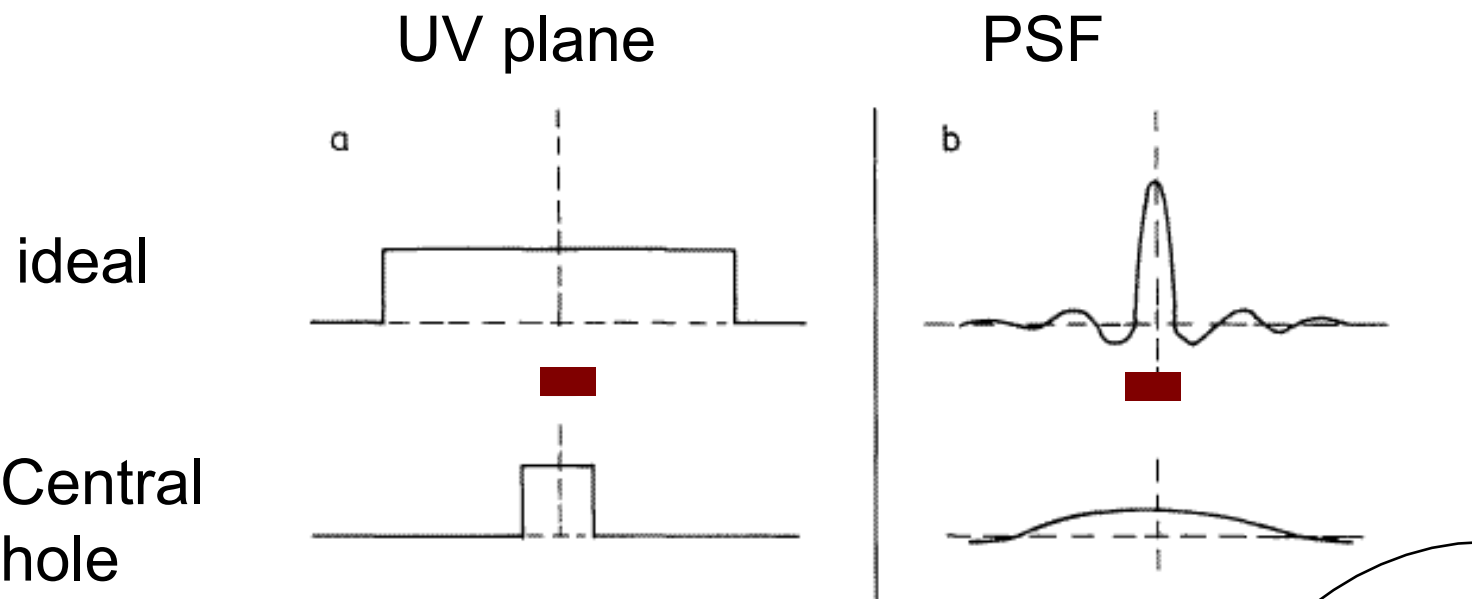 UV plane PSF
a b
ideal
Central
hole